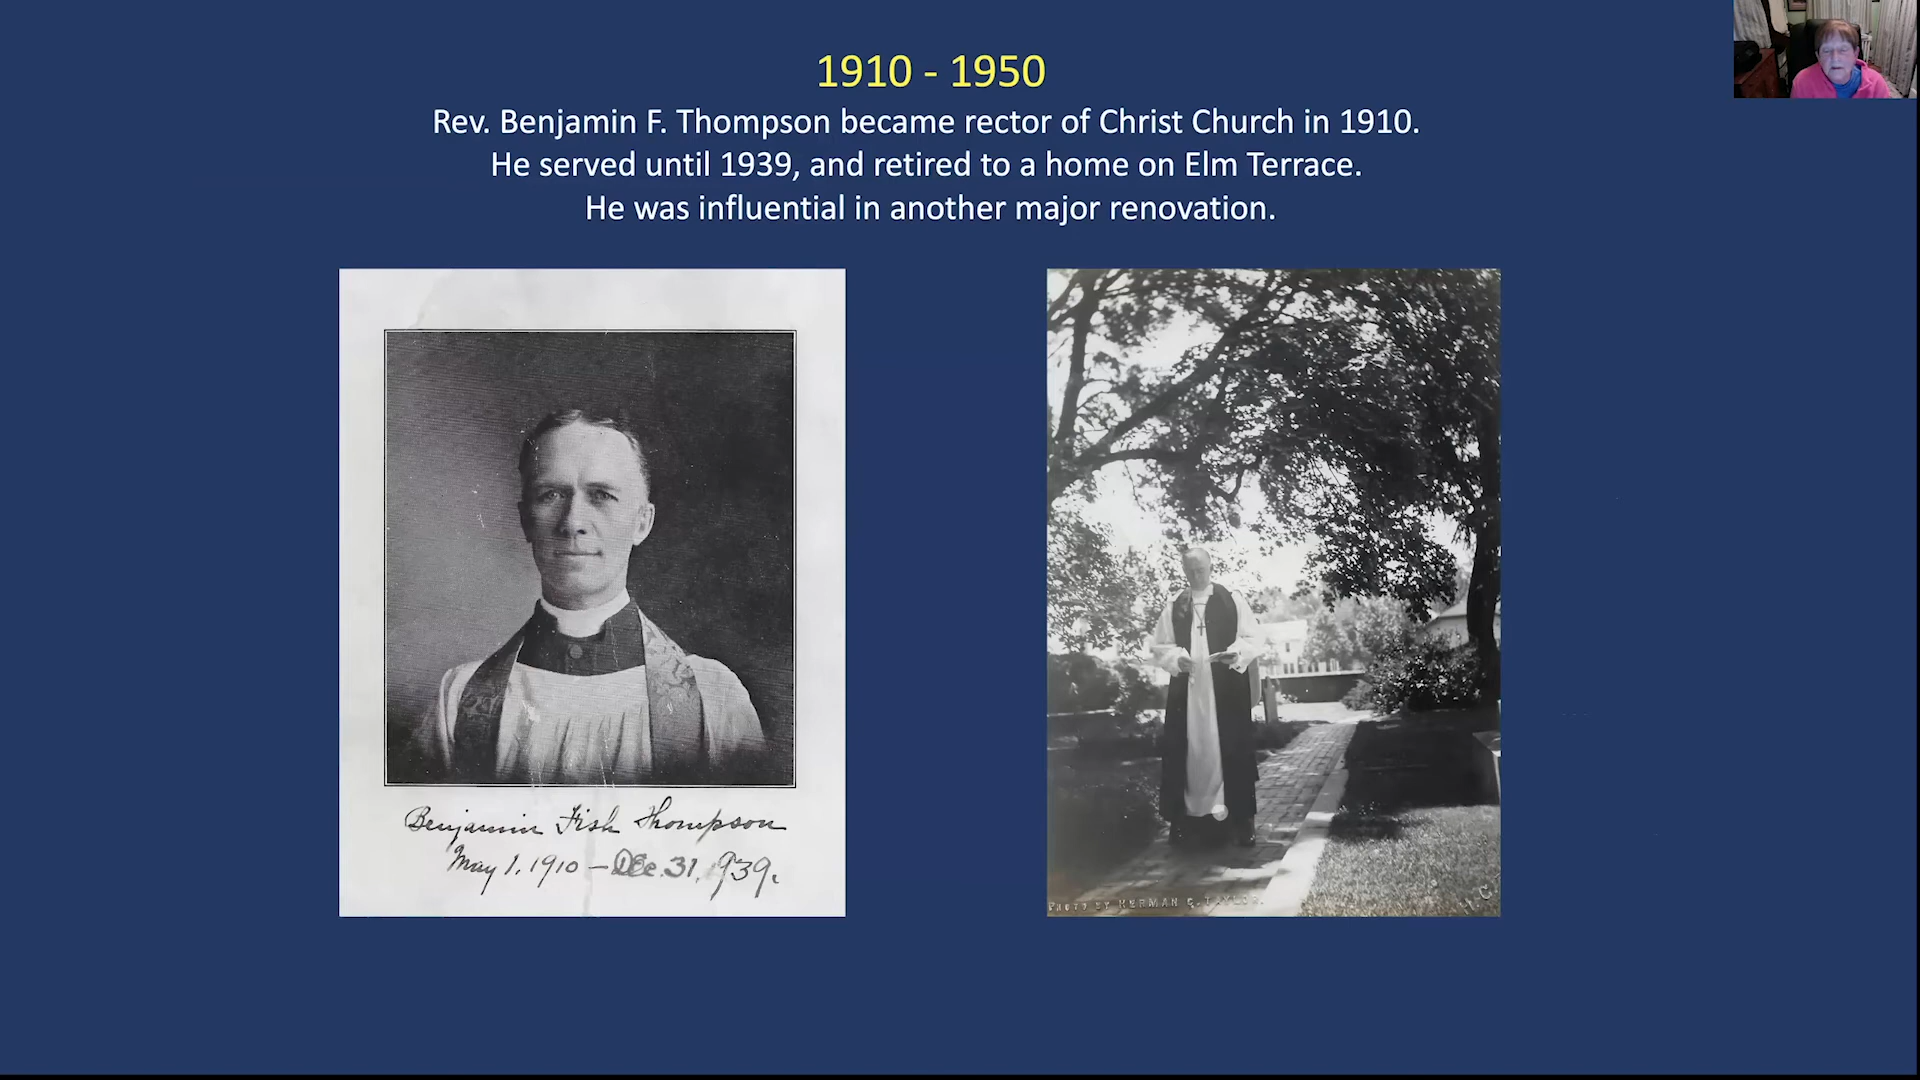 1910 - 1950
Rev. Benjamin F. Thompson became rector of Christ Church in 1910.
He served until 1939, and retired to a home on Elm Terrace.
He was influential in another major renovation.
Benjamin Fish Thompson
May 1, 1910 - Dec. 31, 1939.
PHOTO BY HERMAN C. TAYLOR.